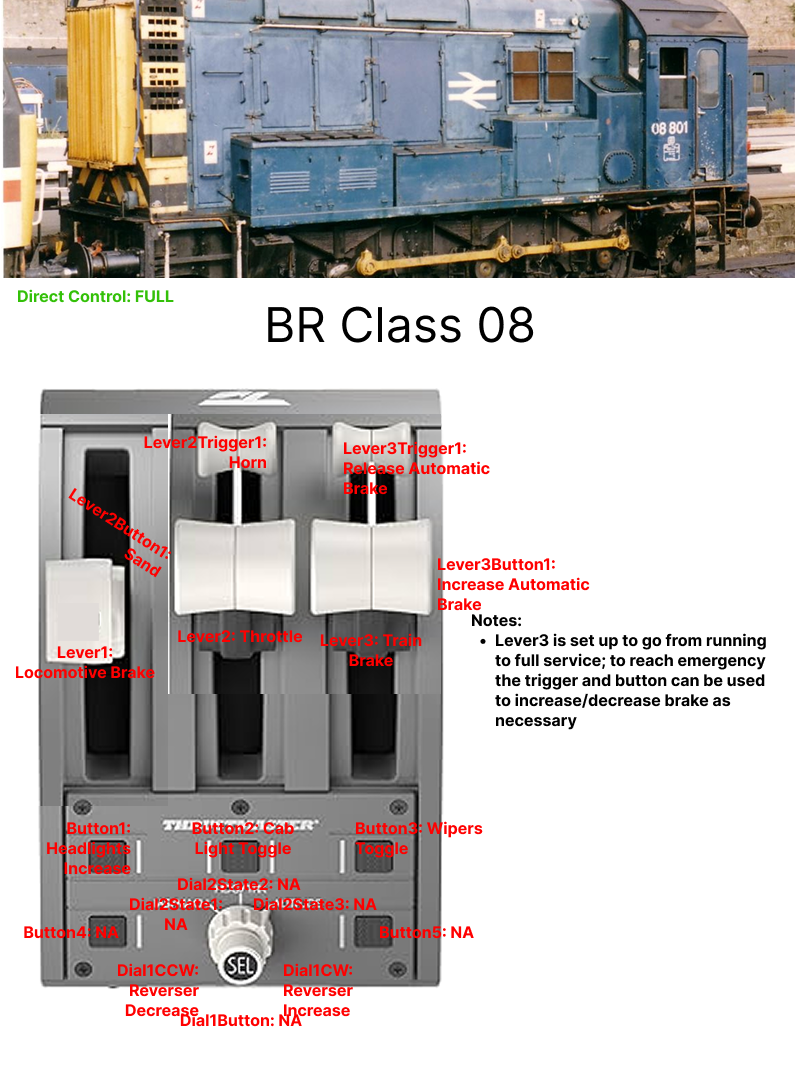 08 801
Direct Control: FULL
BR Class 08
Lever2Trigger1:
Horn
Lever3Trigger1:
Release Automatic
Brake
Lever2Button1:
Sand
Lever3Button1:
Increase Automatic
Brake
Notes:
• Lever3 is set up to go from running
to full service; to reach emergency
the trigger and button can be used
to increase/decrease brake as
necessary
Lever2: Throttle
Lever3: Train
Brake
Lever1:
Locomotive Brake
THRUSTMASTER
Button1:
Headlights
Increase
Button2: Cab
Light Toggle
Button3: Wipers
Toggle
Dial2State2: NA
Dial2State1:
NA
Dial2State3: NA
Button4: NA
Button5: NA
SEL
Dial1CCW:
Reverser
Decrease
Dial1CW:
Reverser
Increase
Dial1Button: NA